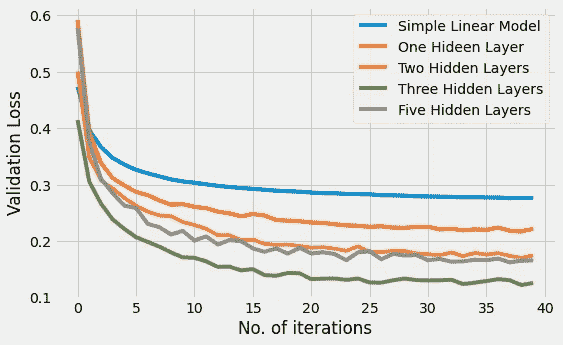 0.6
0.5
0.4
0.3
0.2
0.1
Validation Loss
Simple Linear Model
One Hideen Layer
Two Hidden Layers
Three Hidden Layers
Five Hidden Layers
0 5 10 15 20 25 30 35 40
No. of iterations